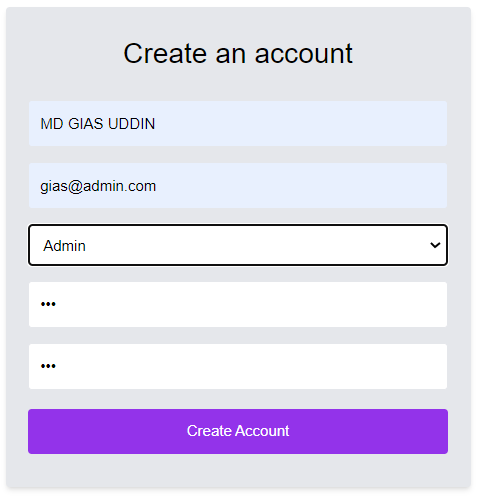 Create an account
MD GIAS UDDIN
gias@admin.com
Admin
•••
•••
Create Account